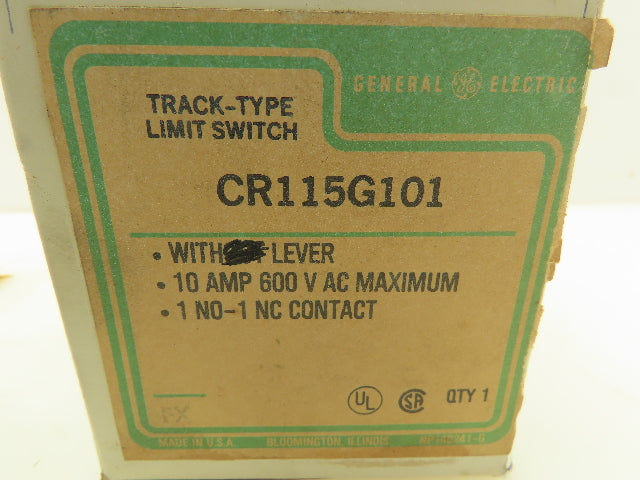 GENERAL GE ELECTRIC
TRACK-TYPE
LIMIT SWITCH
CR115G101
• WITH LEVER
• 10 AMP 600 V AC MAXIMUM
• 1 NO-1 NC CONTACT
UL SA QTY 1
MADE IN U.S.A. BLOOMINGTON, ILLINOIS